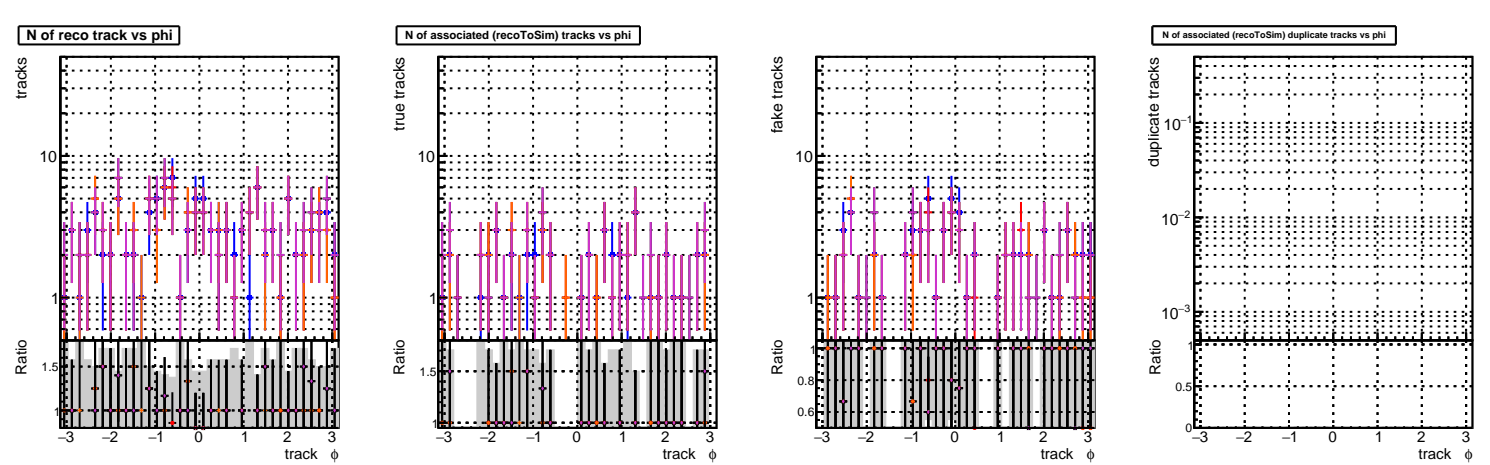 N of reco track vs phi
tracks
10
1
Ratio
1.5
1
−3 −2 −1 0 1 2 3
track ϕ
N of associated (recoToSim) tracks vs phi
true tracks
10
1
Ratio
1.5
1
−3 −2 −1 0 1 2 3
track ϕ
fake tracks
10
1
Ratio
1
0.8
0.6
−3 −2 −1 0 1 2 3
track ϕ
N of associated (recoToSim) duplicate tracks vs phi
duplicate tracks
10−1
10−2
10−3
Ratio
1
0.5
0
−3 −2 −1 0 1 2 3
track ϕ